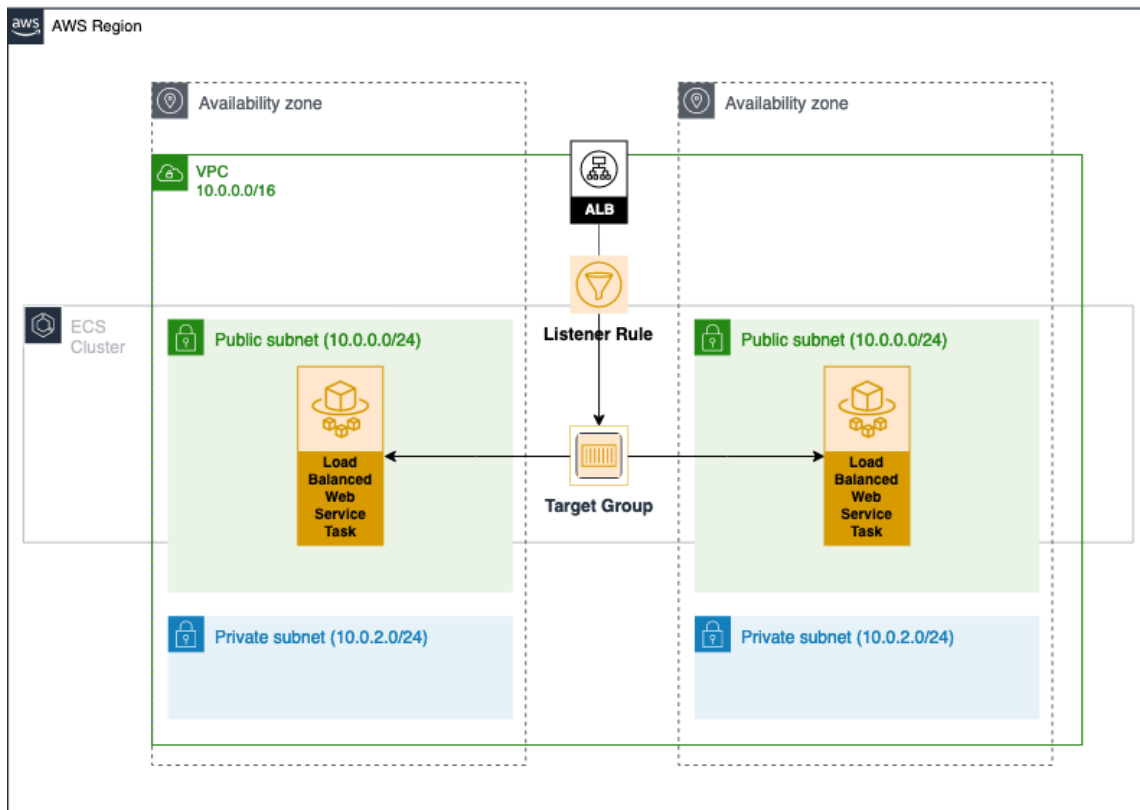 aws
AWS Region
Availability zone
Availability zone
VPC
10.0.0.0/16
ALB
ECS
Cluster
Listener Rule
Public subnet (10.0.0.0/24)
Public subnet (10.0.0.0/24)
Load
Balanced
Web
Service
Task
Target Group
Load
Balanced
Web
Service
Task
Private subnet (10.0.2.0/24)
Private subnet (10.0.2.0/24)